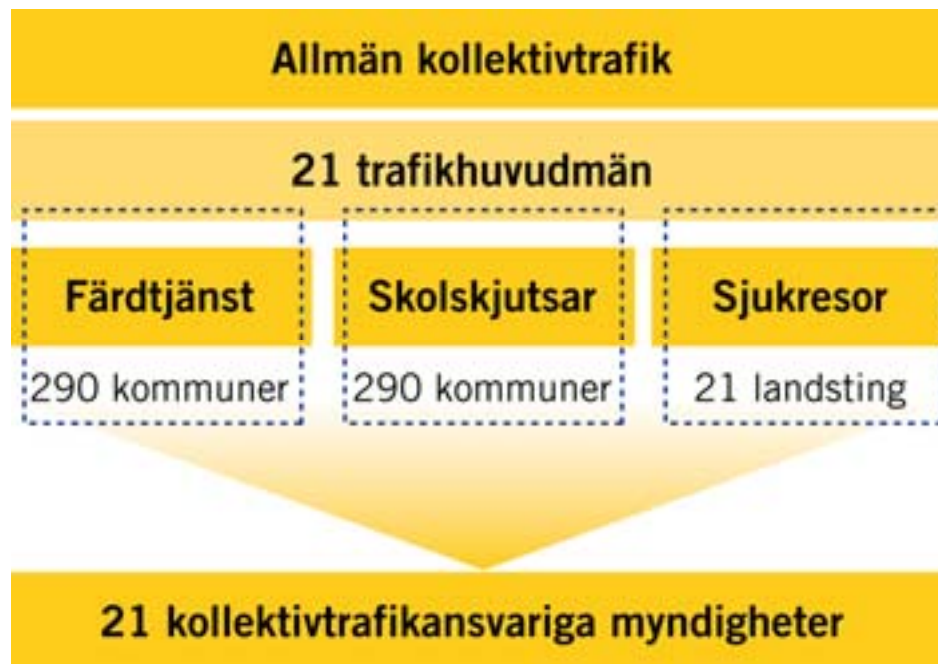 Allmän kollektivtrafik
21 trafikhuvudmän
Färdtjänst
Skolskjutsar
Sjukresor
290 kommuner
290 kommuner
21 landsting
21 kollektivtrafikansvariga myndigheter